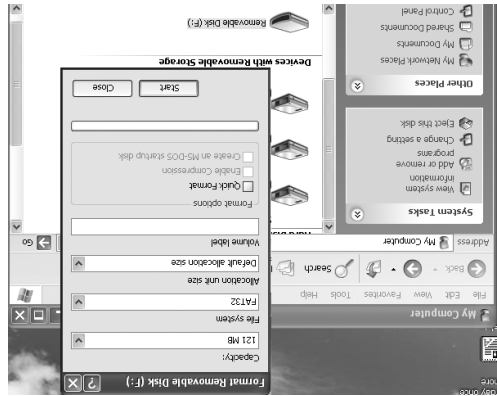 day you
ence
more
My Computer
File Edit View Favorites Tools Help
Back
Search
Address My Computer
Go
System Tasks
View system
information
Add or remove
programs
Change a setting
Eject this disk
Other Places
My Network Places
My Documents
Shared Documents
Control Panel
Devices with Removable Storage
Removable Disk (F:)
Format Removable Disk (F:)
?
X
Capacity:
121 MB
File system
FAT32
Allocation unit size
Default allocation size
Volume label
Format options
Quick Format
Enable Compression
Create an MS-DOS startup disk
Start
Close